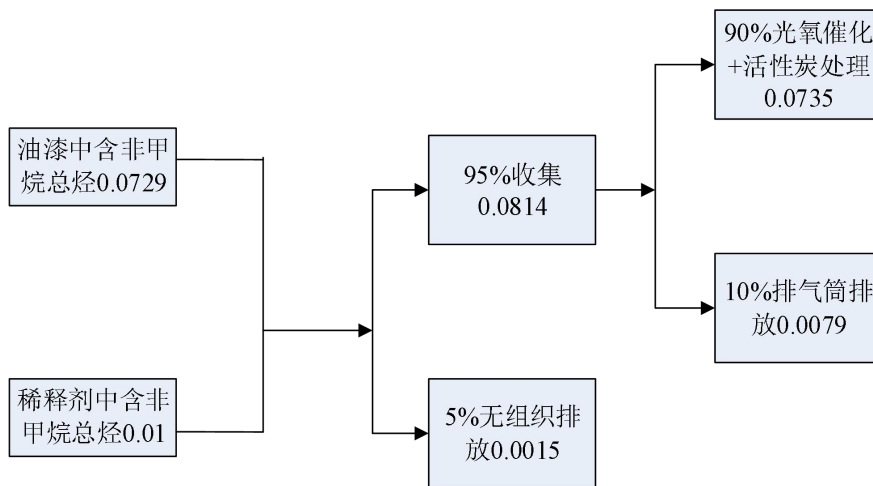 油漆中含非甲
烷总烃0.0729
稀释剂中含非
甲烷总烃0.01
95%收集
0.0814
5%无组织排
放0.0015
90%光氧催化
+活性炭处理
0.0735
10%排气筒排
放0.0079